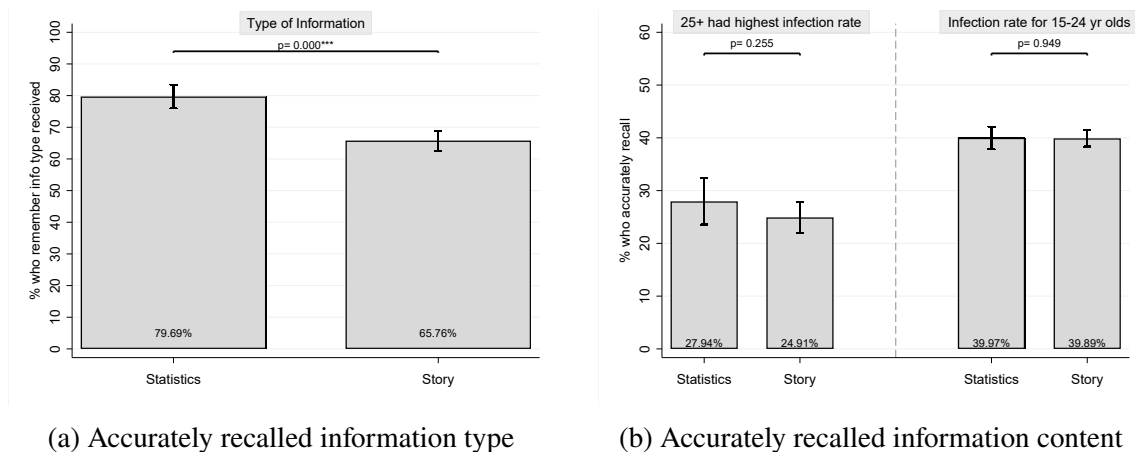 Type of Information
p= 0.000***
% who remember info type received
0 10 20 30 40 50 60 70 80 90 100
79.69%
65.76%
Statistics
Story
25+ had highest infection rate
Infection rate for 15-24 yr olds
p= 0.255
p= 0.949
% who accurately recall
0 10 20 30 40 50 60
27.94%
24.91%
39.97%
39.89%
Statistics
Story
Statistics
Story
(a) Accurately recalled information type
(b) Accurately recalled information content